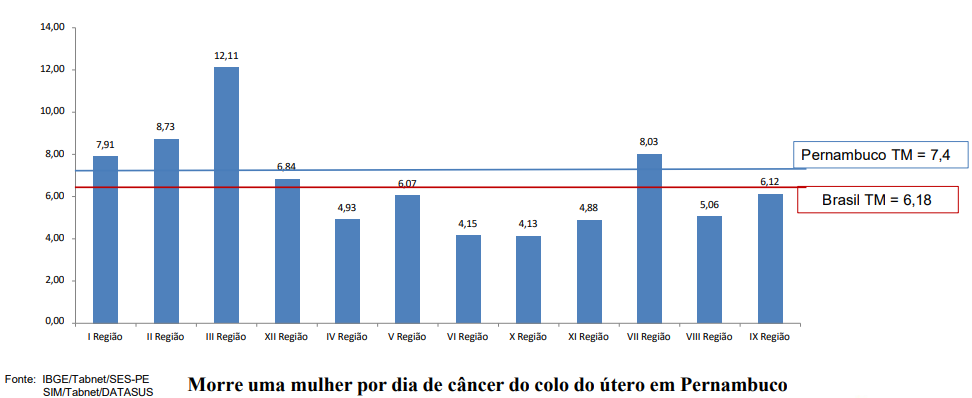 14,00
12,00
10,00
8,00
6,00
4,00
2,00
0,00
7,91
8,73
12,11
6,84
4,93
6,07
4,15
4,13
4,88
8,03
5,06
6,12
Pernambuco TM = 7,4
Brasil TM = 6,18
I Região
II Região
III Região
XII Região
IV Região
V Região
VI Região
X Região
XI Região
VII Região
VIII Região
IX Região
Fonte: IBGE/Tabnet/SES-PE
SIM/Tabnet/DATASUS
Morre uma mulher por dia de câncer do colo do útero em Pernambuco